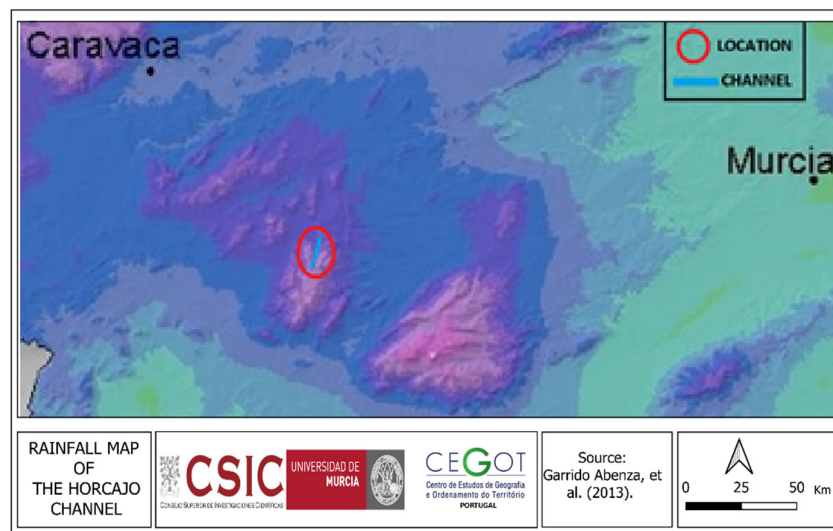 Caravaca
LOCATION
CHANNEL
Murcia
RAINFALL MAP
OF
THE HORCAJO
CHANNEL
CSIC
CONSEJO SUPERIOR DE INVESTIGACIONES CIENTÍFICAS
UNIVERSIDAD DE
MURCIA
CEGOT
Centro de Estudos de Geografia
e Ordenamento do Território
PORTUGAL
Source:
Garrido Abenza, et
al. (2013).
0 25 50 Km